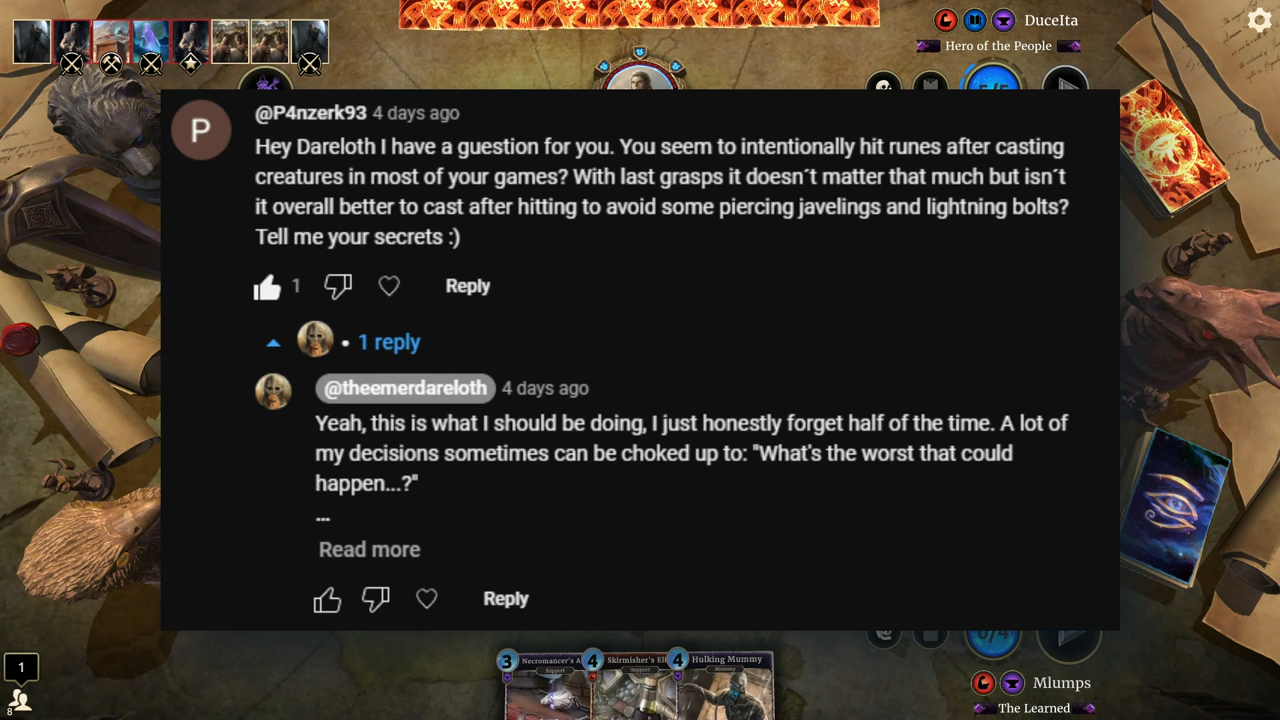 DuceIta
Hero of the People
@P4nzerk93 4 days ago
P
Hey Dareloth I have a guestion for you. You seem to intentionally hit runes after casting
creatures in most of your games? With last grasps it doesn´t matter that much but isn´t
it overall better to cast after hitting to avoid some piercing javelings and lightning bolts?
Tell me your secrets :)
1 Reply
• 1 reply
@theemerdareloth 4 days ago
Yeah, this is what I should be doing, I just honestly forget half of the time. A lot of
my decisions sometimes can be choked up to: "What's the worst that could
happen...?"
...
Read more
Reply
1
8
3 Necromancer's 4 Skirmisher's 4 Hulking Mummy
Support Support Mummy
Mlumps
The Learned